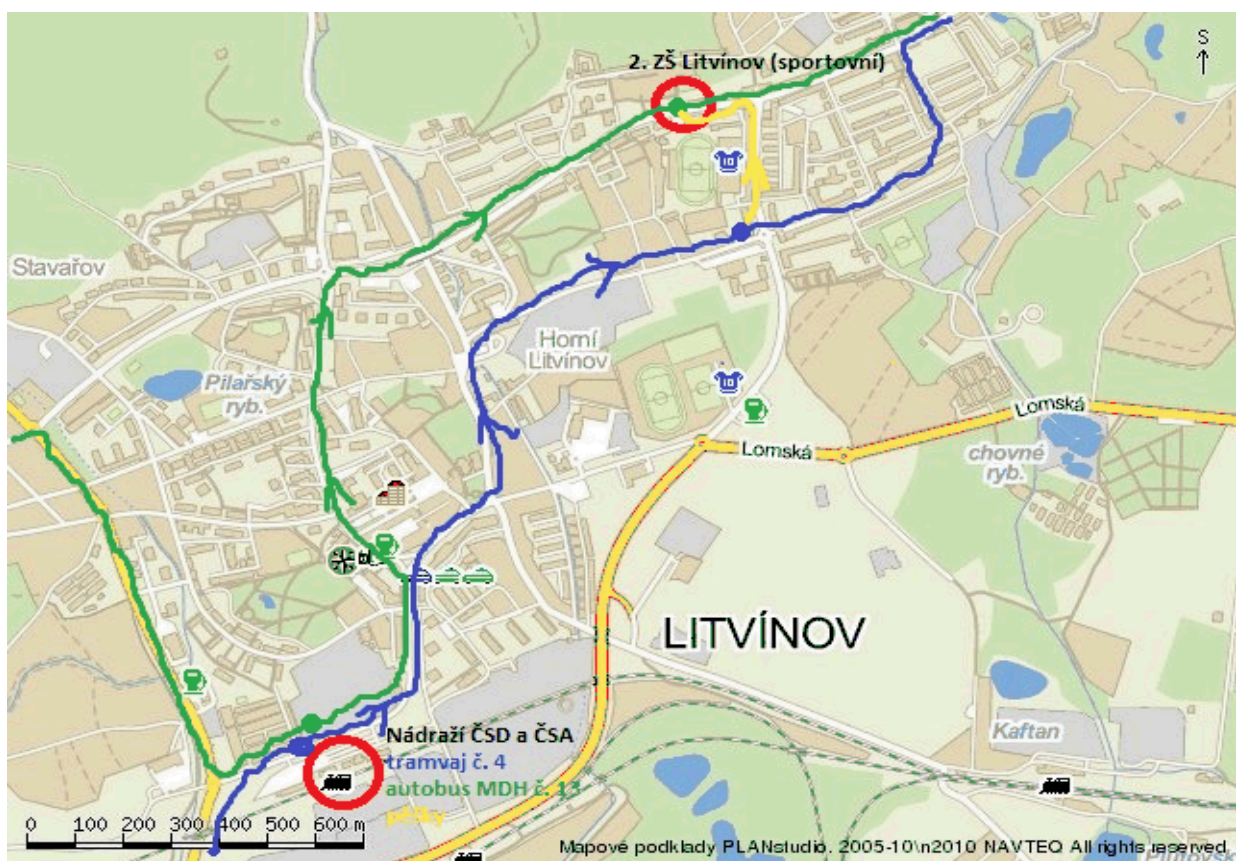 2. ZŠ Litvínov (sportovní)
S
Stavařov
Horní
Litvínov
Pilařský
ryb.
Lomská
Lomská
chovné
ryb.
LITVÍNOV
Kaftan
Nádraží ČSD a ČSA
tramvaj č. 4
autobus MDH č. 13
pěšky
0 100 200 300 400 500 600 m
Mapové podklady PLANstudio. 2005-10\n2010 NAVTEQ All rights reserved